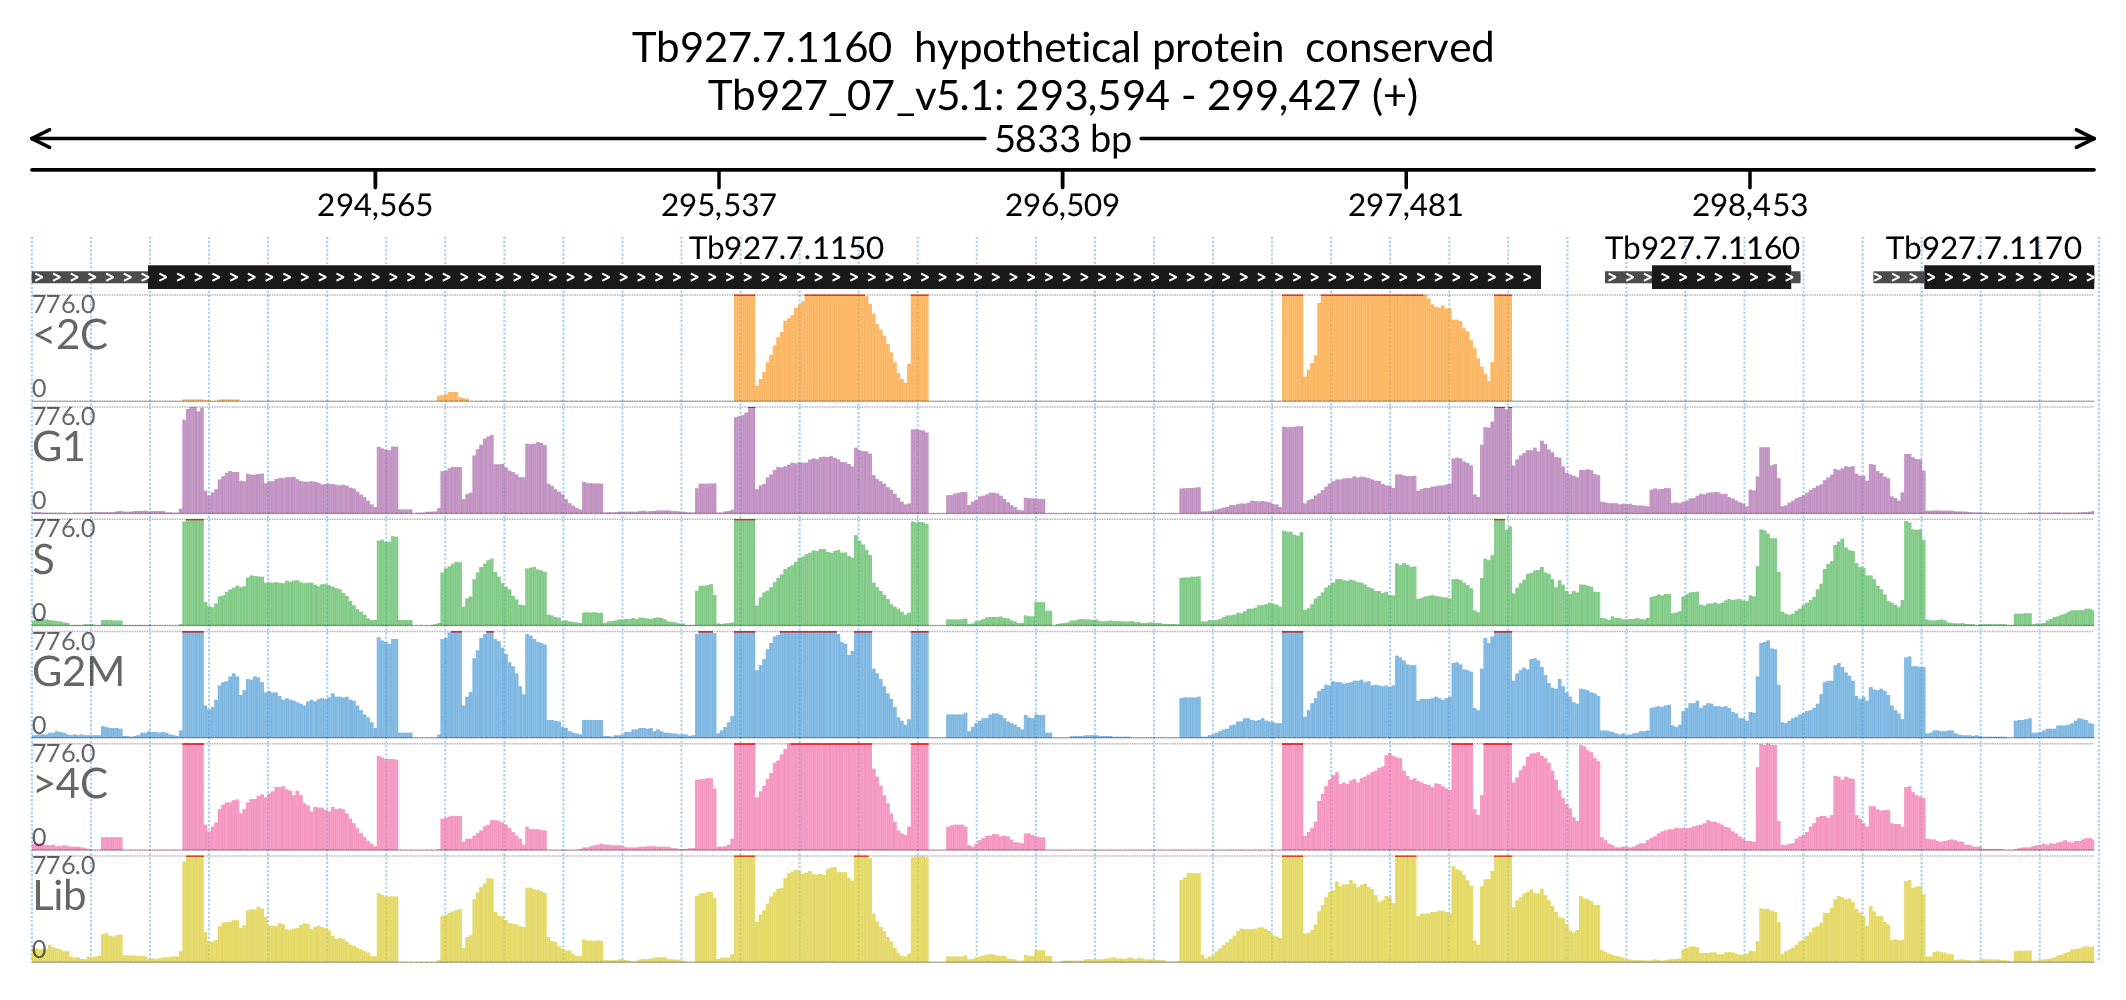 Tb927.7.1160 hypothetical protein conserved
Tb927_07_v5.1: 293,594 - 299,427 (+)
5833 bp
294,565 295,537 296,509 297,481 298,453
Tb927.7.1150 Tb927.7.1160 Tb927.7.1170
776.0
<2C
0
776.0
G1
0
776.0
S
0
776.0
G2M
0
776.0
>4C
0
776.0
Lib
0